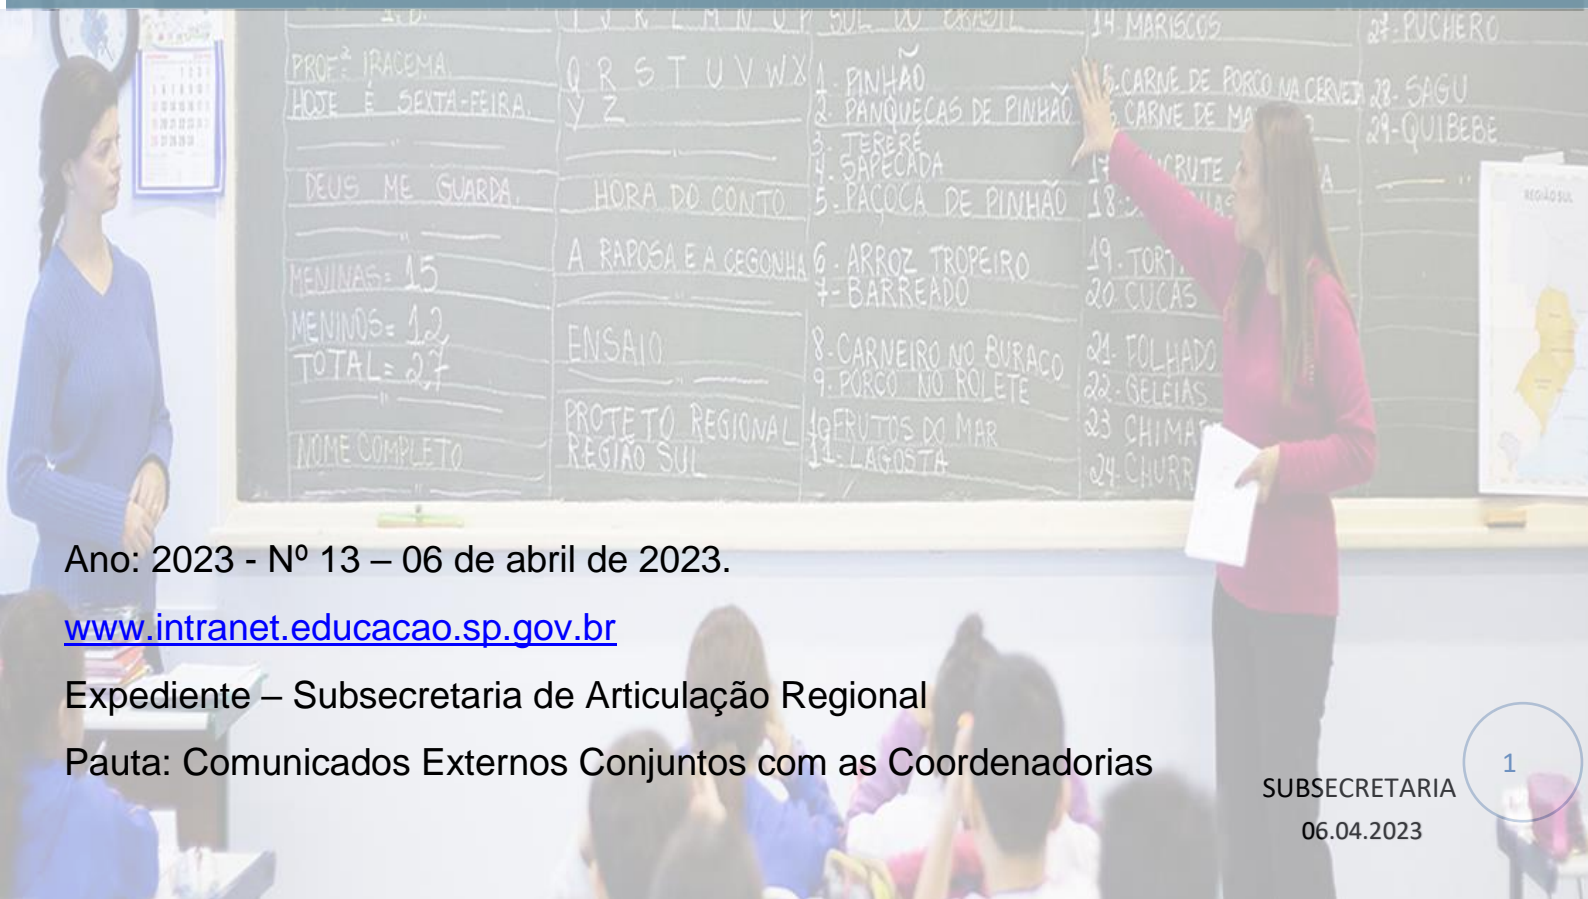 PROFª IRACEMA.
HOJE É SEXTA-FEIRA.
DEUS ME GUARDA.
MENINAS= 15
MENINOS= 12
TOTAL= 27
NOME COMPLETO
I J K L M N O P
Q R S T U V W X
Y Z
HORA DO CONTO
A RAPOSA E A CEGONHA
ENSAIO
PROJETO REGIONAL
REGIÃO SUL
SUL DO BRASIL
1- PINHÃO
2- PANQUECAS DE PINHÃO
3- TERERÉ
4- SAPECADA
5- PAÇOCA DE PINHÃO
6- ARROZ TROPEIRO
7- BARREADO
8- CARNEIRO NO BURACO
9- PORCO NO ROLETE
10 FRUTOS DO MAR
11- LAGOSTA
14 MARISCOS
CARNE DE PORCO NA CERVEJA
CARNE DE
17
18-
19- TORT
20 CUCAS
21- FOLHADO
22- GELEIAS
23 CHIMA
24- CHURR
27- PUCHERO
28- SAGU
29- QUIBEBE
REGIÃO SUL
Ano: 2023 - Nº 13 – 06 de abril de 2023.
www.intranet.educacao.sp.gov.br
Expediente – Subsecretaria de Articulação Regional
Pauta: Comunicados Externos Conjuntos com as Coordenadorias
1
SUBSECRETARIA
06.04.2023